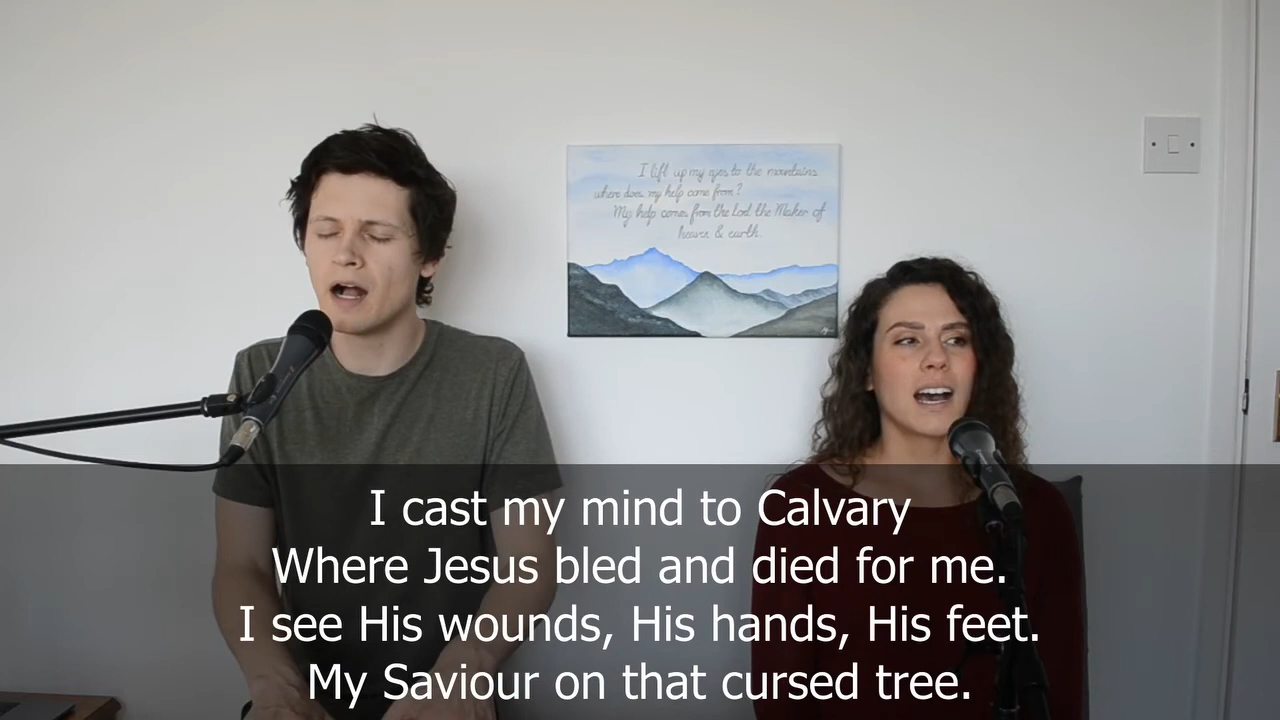 I lift up my eyes to the mountains
where does my help come from?
My help comes from the Lord the Maker of
heaven & earth.
I cast my mind to Calvary
Where Jesus bled and died for me.
I see His wounds, His hands, His feet.
My Saviour on that cursed tree.